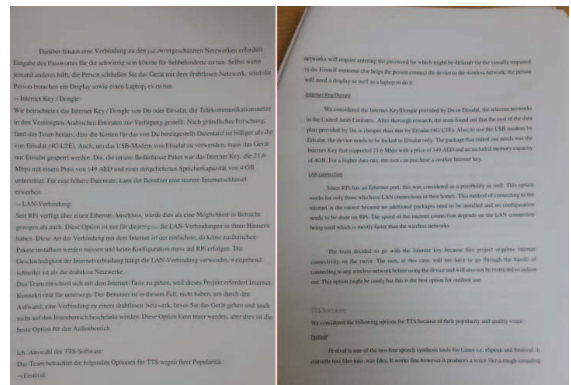 Darüber hinaus eine Verbindung zu den passwortgeschützten Netzwerken erfordert
Eingabe des Passwortes für die schwierig sein könnte für Sehbehinderte zu tun. Selbst wenn
jemand anderes hilft, die Person schließen Sie das Gerät mit dem drahtlosen Netzwerk, wird die
Person brauchen ein Display sowie einen Laptop, es zu tun
-- Internet Key / Dongle:
Wir betrachteten das Internet Key / Dongle von Du oder Etisalat, die Telekommunikationsnetze
in den Vereinigten Arabischen Emiraten zur Verfügung gestellt. Nach gründlicher Forschung,
fand das Team heraus, dass die Kosten für das von Du bereitgestellt Datentarif ist billiger als die
von Etisalat (4G LTE). Auch, um das USB-Modem von Etisalat zu verwenden, muss das Gerät
nur Etisalat gesperrt werden. Die, die unsere Bedürfnisse Paket war das Internet Key, die 21,6
Mbps mit einem Preis von 149 AED und einer mitgelieferten Speicherkapazität von 4 GB
unterstützt. Für eine höhere Datenrate, kann der Benutzer eine teurere Internetschlüssel
erwerben.
-- LAN-Verbindung:
Seit RPi verfügt über einen Ethernet-Anschluss, wurde dies als eine Möglichkeit in Betracht
gezogen als auch. Diese Option ist nur für diejenigen die LAN-Verbindungen in ihren Häusern
haben. Diese Art der Verbindung mit dem Internet ist der einfachste, da keine zusätzlichen
Pakete installiert werden müssen und keine Konfiguration muss auf RPi erfolgen. Die
Geschwindigkeit der Internetverbindung hängt die LAN-Verbindung verwendet, weitgehend
schneller ist als die drahtlose Netzwerke.
Das Team entschied sich mit dem Internet-Taste zu gehen, weil dieses Projekt erfordert Internet-
Konnektivität für unterwegs. Der Benutzer ist in diesem Fall, nicht haben, um durch den
Aufwand, eine Verbindung zu einem drahtlosen Netzwerk, bevor Sie das Gerät gehen und auch
nicht auf den Innenbereich beschränkt werden. Diese Option kann teuer werden, aber dies ist die
beste Option für den Außenbereich.
Auswahl der TTS-Software:
Das Team betrachtet die folgenden Optionen für TTS wegen ihrer Popularität.
-- Festival:
networks will require entering the password for which might be difficult for the visually impaired
to do. Even if someone else helps the person connect the device to the wireless network, the person
will need a display as well as a laptop to do it.
Internet Key/Dongle
We considered the Internet Key/Dongle provided by Du or Etisalat, the telecom networks
in the United Arab Emirates. After thorough research, the team found out that the cost of the data
plan provided by Du is cheaper than that by Etisalat (4G LTE). Also, to use the USB modem by
Etisalat, the device needs to be locked to Etisalat only. The package that suited our needs was the
Internet Key that supported 21.6 Mbps with a price of 149 AED and an included memory capacity
of 4GB. For a higher data rate, the user can purchase a costlier Internet key.
LAN connection
Since RPi has an Ethernet port, this was considered as a possibility as well. This option
works for only those who have LAN connections in their homes. This method of connecting to the
internet is the easiest because no additional packages need to be installed and no configuration
needs to be done on RPi. The speed of the internet connection depends on the LAN connection
being used which is mostly faster than the wireless networks.
The team decided to go with the Internet key because this project requires internet
connectivity on the move. The user, in this case, will not have to go through the hassle of
connecting to any wireless network before using the device and will also not be restricted to indoor
use. This option might be costly but this is the best option for outdoor use.
TTS Software
We considered the following options for TTS because of their popularity and quality voice.
Festival
Festival is one of the two first speech synthesis tools for Linux i.e. eSpeak and Festival. It
converts text files into .wav files. It works fine however it produces a voice like a rough sounding